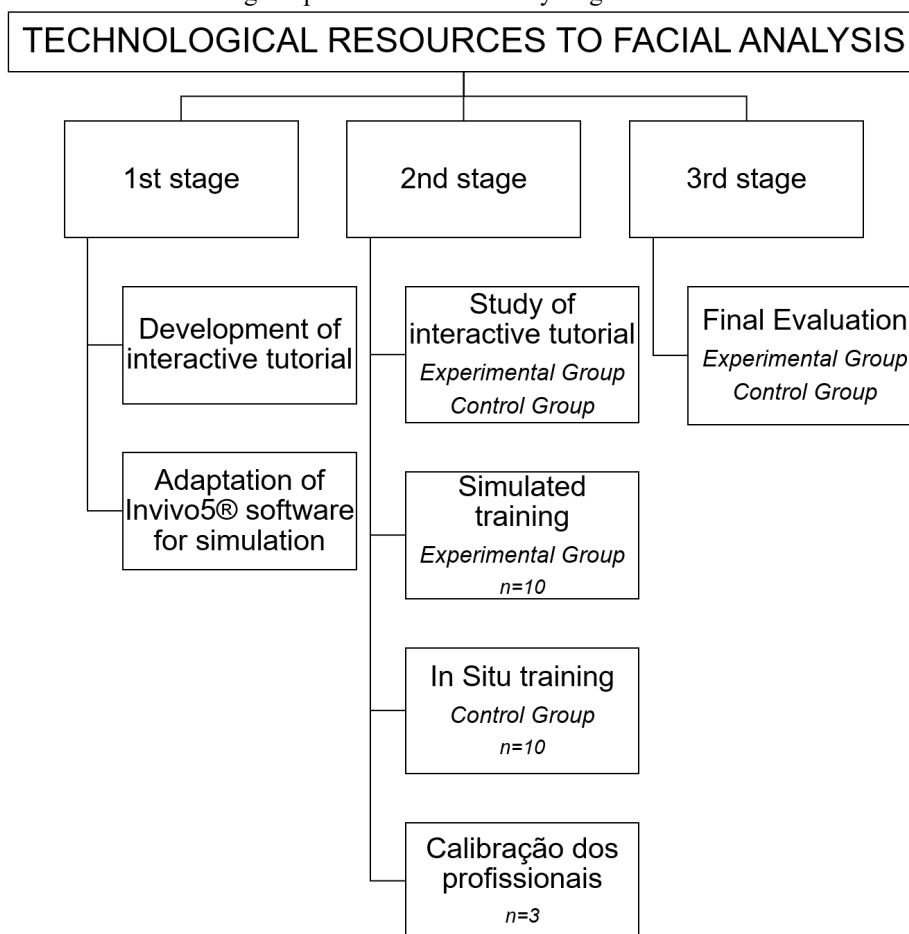 TECHNOLOGICAL RESOURCES TO FACIAL ANALYSIS
1st stage
2nd stage
3rd stage
Development of
interactive tutorial
Adaptation of
Invivo5® software
for simulation
Study of
interactive tutorial
Experimental Group
Control Group
Simulated
training
Experimental Group
n=10
In Situ training
Control Group
n=10
Calibração dos
profissionais
n=3
Final Evaluation
Experimental Group
Control Group